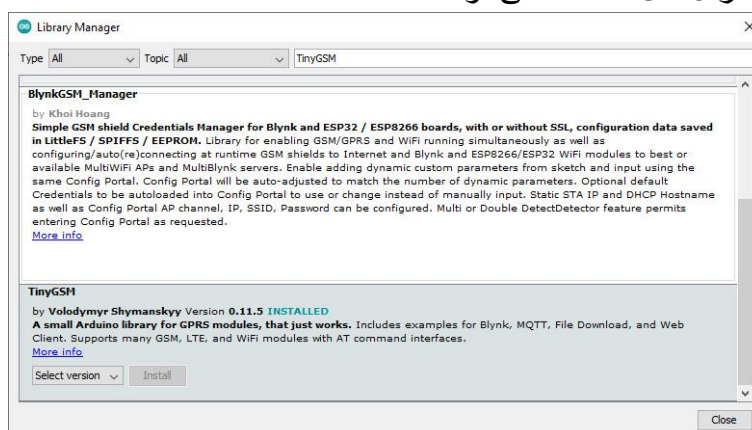 Library Manager
Type All Topic All TinyGSM
BlynkGSM_Manager
by Khoi Hoang
Simple GSM shield Credentials Manager for Blynk and ESP32 / ESP8266 boards, with or without SSL, configuration data saved
in LittleFS / SPIFFS / EEPROM. Library for enabling GSM/GPRS and WiFi running simultaneously as well as
configuring/auto(re)connecting at runtime GSM shields to Internet and Blynk and ESP8266/ESP32 WiFi modules to best or
available MultiWiFi APs and MultiBlynk servers. Enable adding dynamic custom parameters from sketch and input using the
same Config Portal. Config Portal will be auto-adjusted to match the number of dynamic parameters. Optional default
Credentials to be autoloaded into Config Portal to use or change instead of manually input. Static STA IP and DHCP Hostname
as well as Config Portal AP channel, IP, SSID, Password can be configured. Multi or Double DetectDetector feature permits
entering Config Portal as requested.
More info
TinyGSM
by Volodymyr Shymanskyy Version 0.11.5 INSTALLED
A small Arduino library for GPRS modules, that just works. Includes examples for Blynk, MQTT, File Download, and Web
Client. Supports many GSM, LTE, and WiFi modules with AT command interfaces.
More info
Select version Install
Close